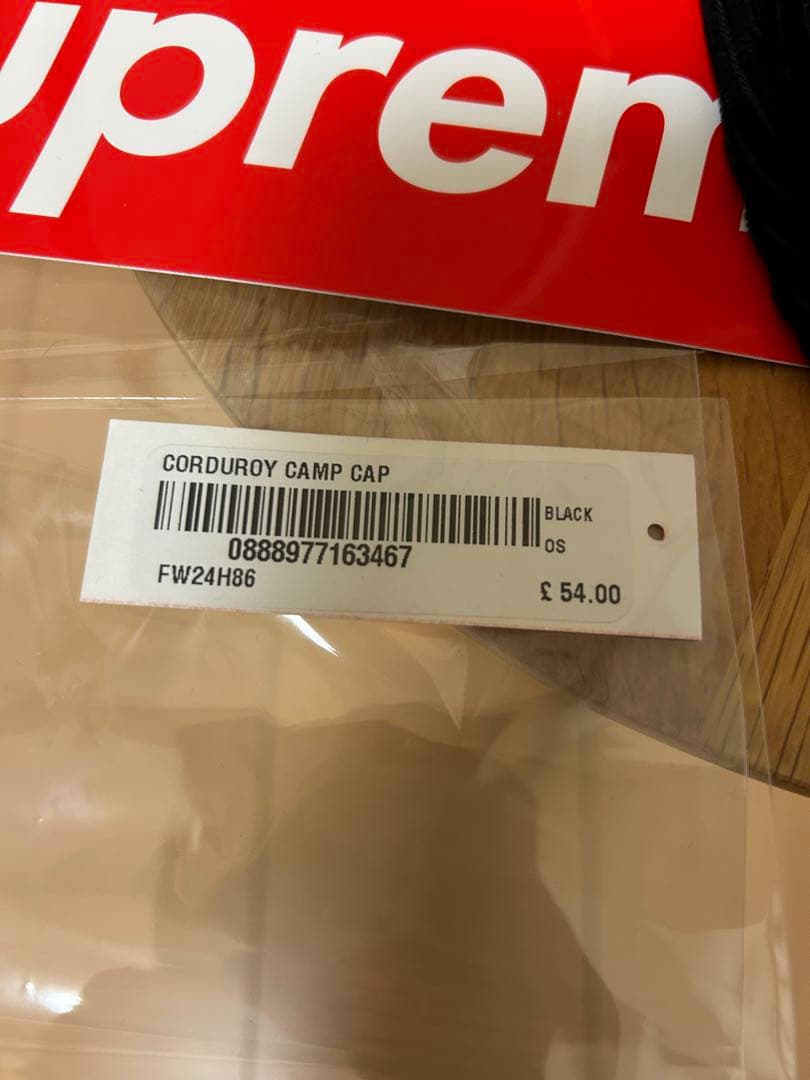 uprem
CORDUROY CAMP CAP
BLACK
OS
0888977163467
FW24H86
£ 54.00